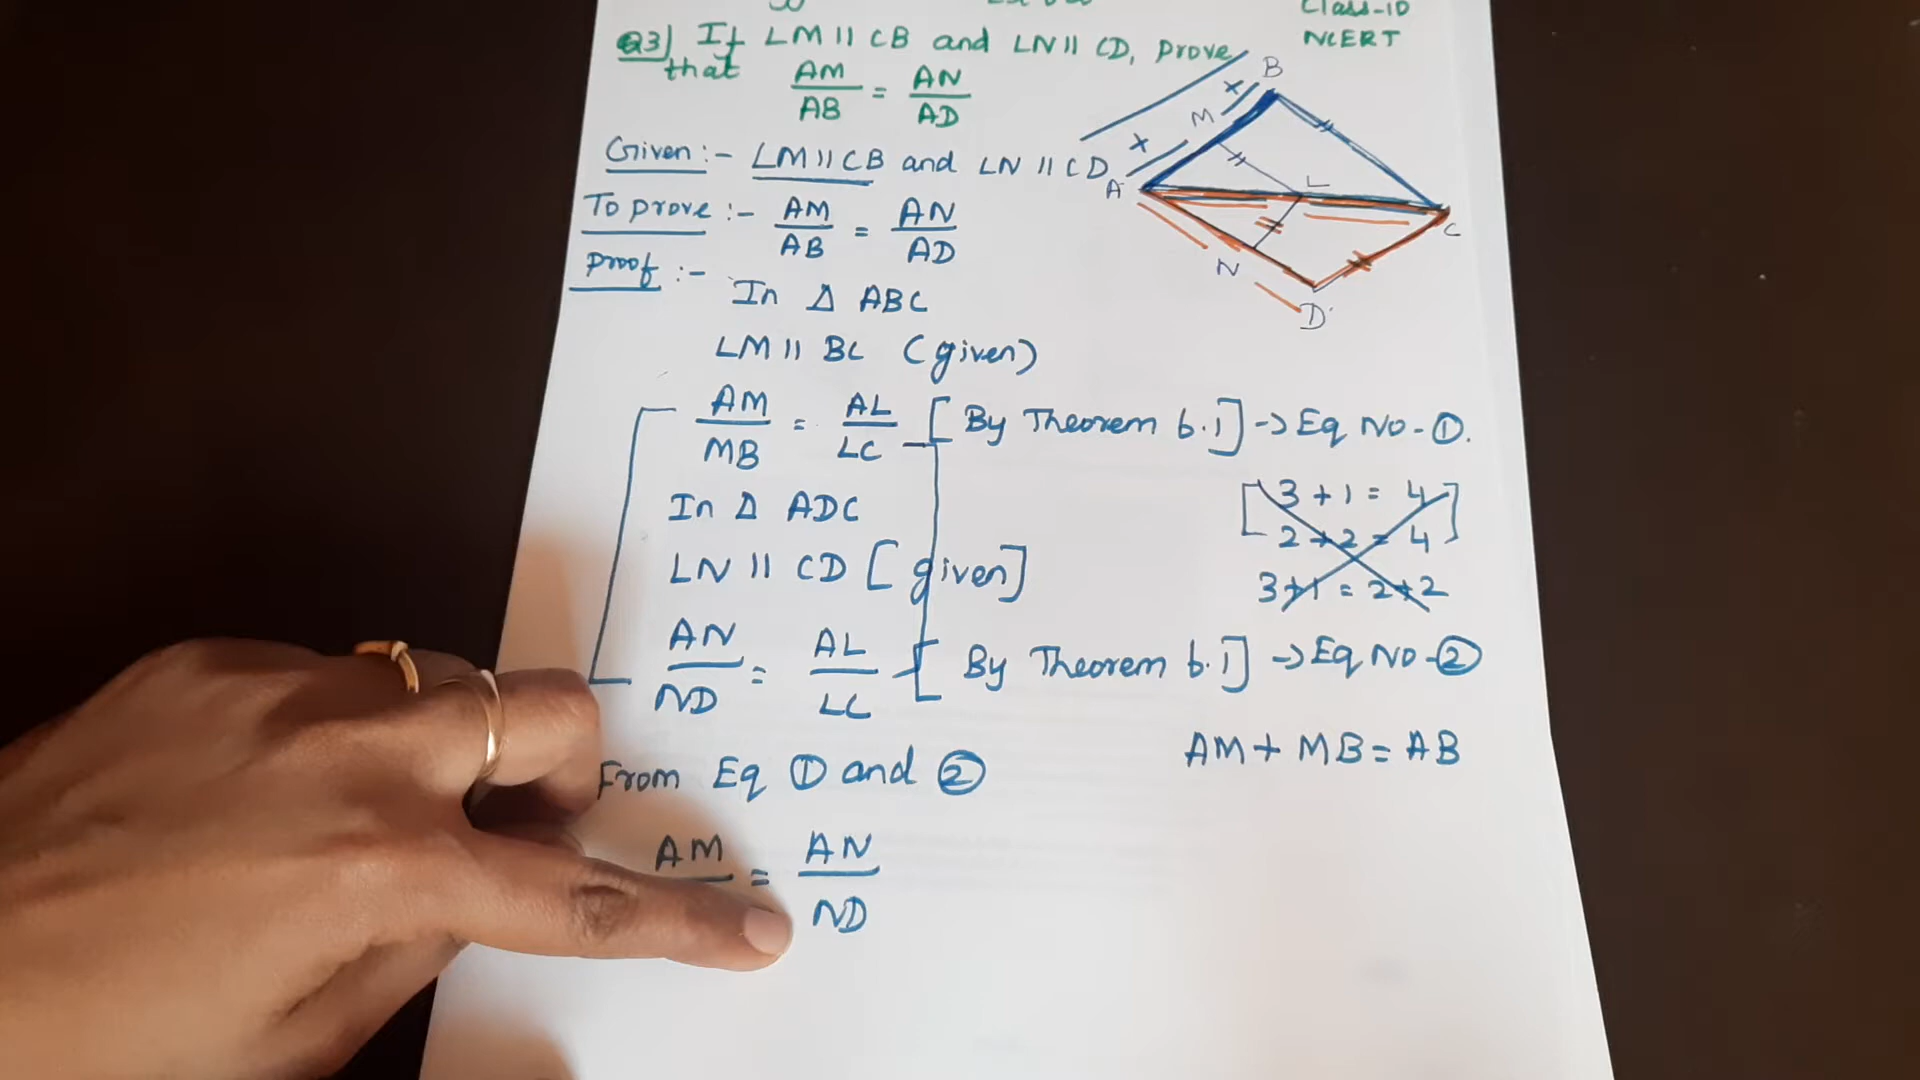 Class-10
NCERT
Q3) If LM || CB and LN || CD, prove
that AM/AB = AN/AD
Given :- LM || CB and LN || CD
To prove :- AM/AB = AN/AD
Proof :-
In Δ ABC
LM || BC (given)
AM/MB = AL/LC [By Theorem 6.1] -> Eq No-①.
In Δ ADC
LN || CD [given]
AN/ND = AL/LC [By Theorem 6.1] -> Eq No-②
From Eq ① and ②
AM = AN/ND
B
x
M
x
A
L
C
N
D
3 + 1 = 4
2 + 2 = 4
3+1 = 2+2
AM + MB = AB